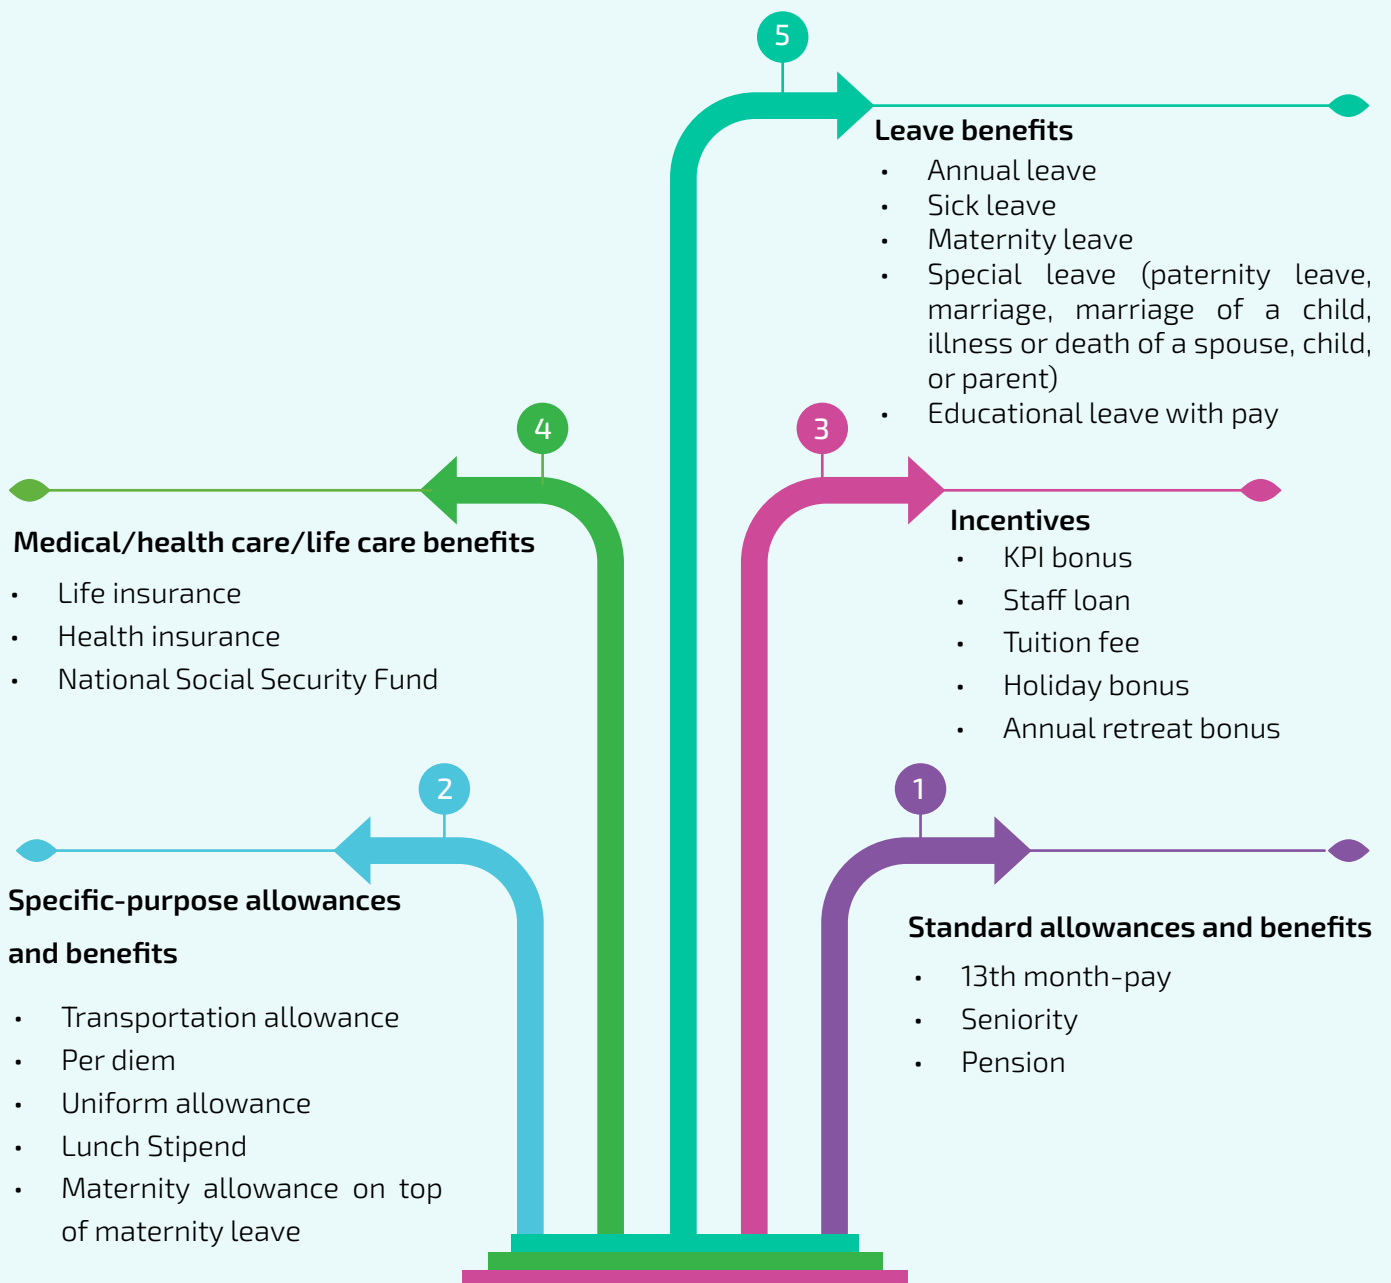 5
Leave benefits
• Annual leave
• Sick leave
• Maternity leave
• Special leave (paternity leave,
marriage, marriage of a child,
illness or death of a spouse, child,
or parent)
• Educational leave with pay
4
Medical/health care/life care benefits
• Life insurance
• Health insurance
• National Social Security Fund
3
Incentives
• KPI bonus
• Staff loan
• Tuition fee
• Holiday bonus
• Annual retreat bonus
2
Specific-purpose allowances
and benefits
• Transportation allowance
• Per diem
• Uniform allowance
• Lunch Stipend
• Maternity allowance on top
of maternity leave
1
Standard allowances and benefits
• 13th month-pay
• Seniority
• Pension